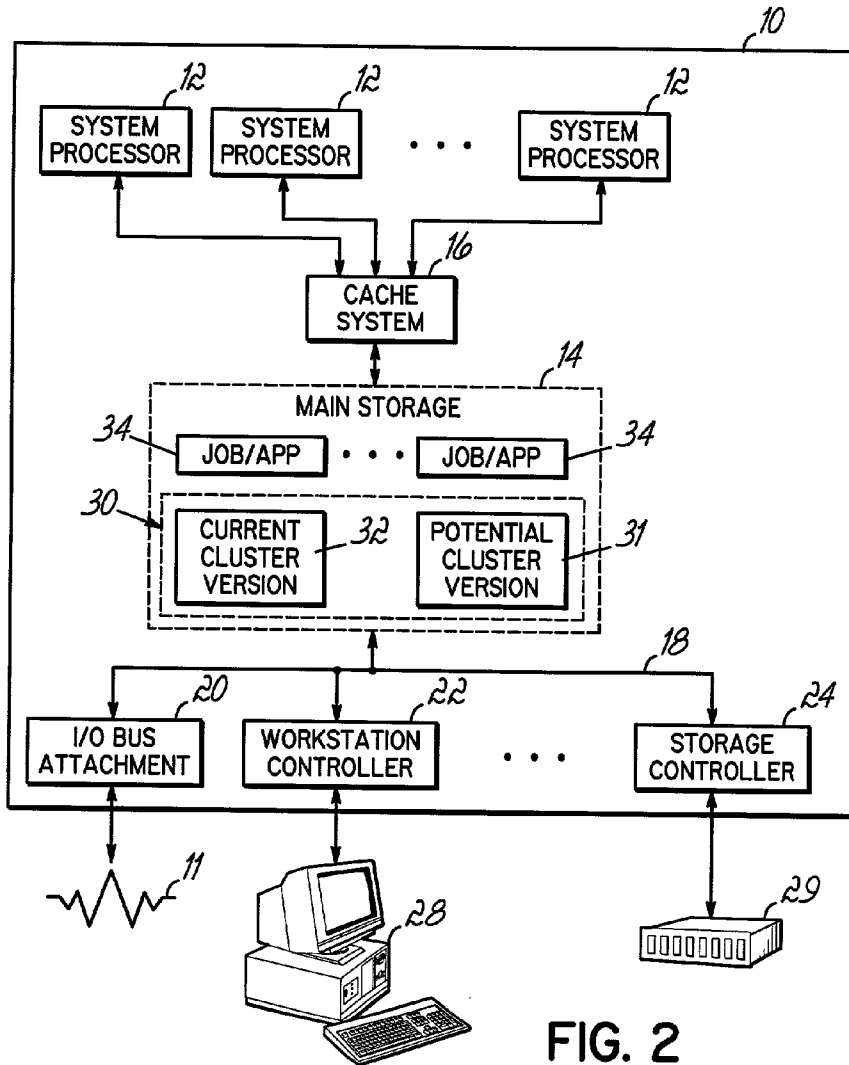 10
12
12
12
SYSTEM
PROCESSOR
SYSTEM
PROCESSOR
• • •
SYSTEM
PROCESSOR
16
CACHE
SYSTEM
14
MAIN STORAGE
34
JOB/APP
• • •
JOB/APP
34
30
CURRENT
CLUSTER
VERSION
32
POTENTIAL
CLUSTER
VERSION
31
18
20
I/O BUS
ATTACHMENT
22
WORKSTATION
CONTROLLER
• • •
24
STORAGE
CONTROLLER
11
28
29
FIG. 2